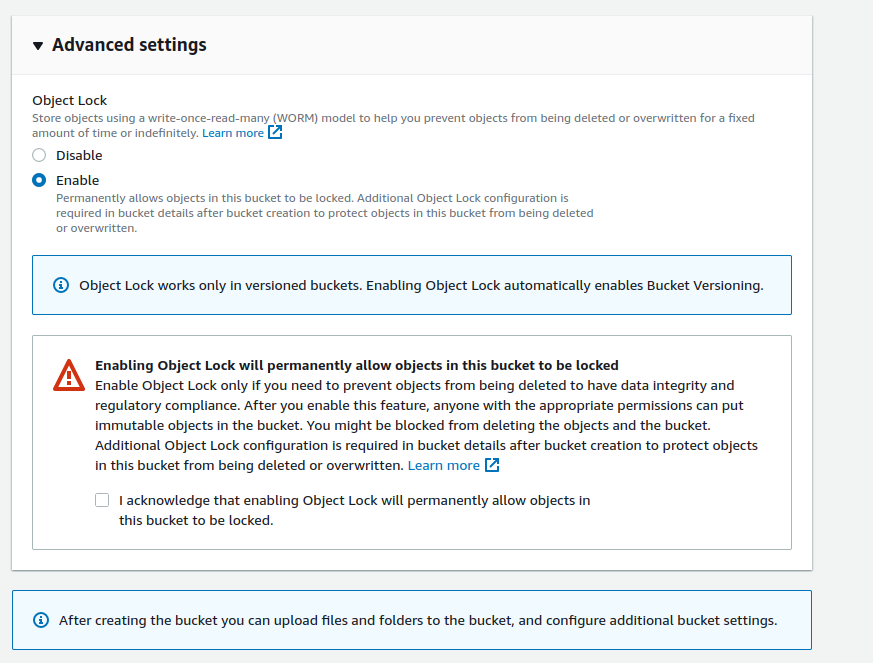 Advanced settings
Object Lock
Store objects using a write-once-read-many (WORM) model to help you prevent objects from being deleted or overwritten for a fixed
amount of time or indefinitely. Learn more
Disable
Enable
Permanently allows objects in this bucket to be locked. Additional Object Lock configuration is
required in bucket details after bucket creation to protect objects in this bucket from being deleted
or overwritten.
Object Lock works only in versioned buckets. Enabling Object Lock automatically enables Bucket Versioning.
Enabling Object Lock will permanently allow objects in this bucket to be locked
Enable Object Lock only if you need to prevent objects from being deleted to have data integrity and
regulatory compliance. After you enable this feature, anyone with the appropriate permissions can put
immutable objects in the bucket. You might be blocked from deleting the objects and the bucket.
Additional Object Lock configuration is required in bucket details after bucket creation to protect objects
in this bucket from being deleted or overwritten. Learn more
I acknowledge that enabling Object Lock will permanently allow objects in
this bucket to be locked.
After creating the bucket you can upload files and folders to the bucket, and configure additional bucket settings.